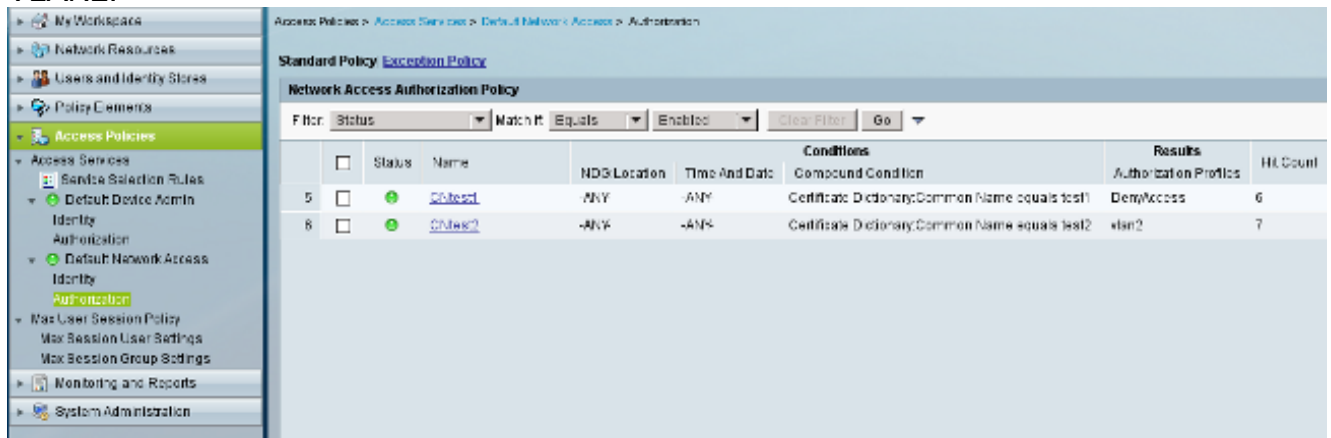 My Workspace
Network Resources
Users and Identity Stores
Policy Elements
Access Policies
Access Services
Service Selection Rules
Default Device Admin
Identity
Authorization
Default Network Access
Identity
Authorization
Max User Session Policy
Max Session User Settings
Max Session Group Settings
Monitoring and Reports
System Administration
Access Policies > Access Services > Default Network Access > Authorization
Standard Policy Exception Policy
Network Access Authorization Policy
Filter: Status Match if: Equals Enabled Clear Filter Go
Conditions Results
Status Name NDG:Location Time And Date Compound Condition Authorization Profiles Hit Count
5 CNtest1 -ANY- -ANY- Certificate Dictionary:Common Name equals test1 DenyAccess 6
6 CNtest2 -ANY- -ANY- Certificate Dictionary:Common Name equals test2 vlan2 7